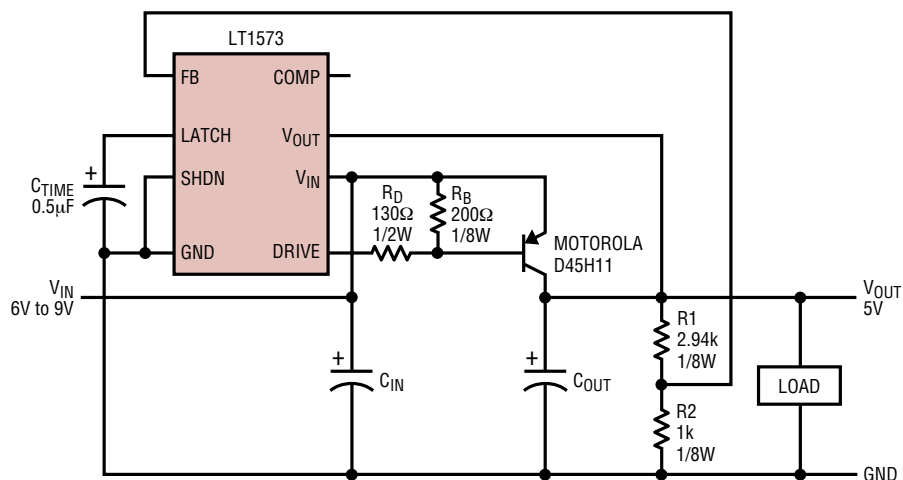 LT1573
FB
COMP
LATCH
VOUT
SHDN
VIN
GND
DRIVE
+
CTIME
0.5µF
RD
130Ω
1/2W
RB
200Ω
1/8W
MOTOROLA
D45H11
VIN
6V to 9V
VOUT
5V
+
CIN
+
COUT
R1
2.94k
1/8W
R2
1k
1/8W
LOAD
GND